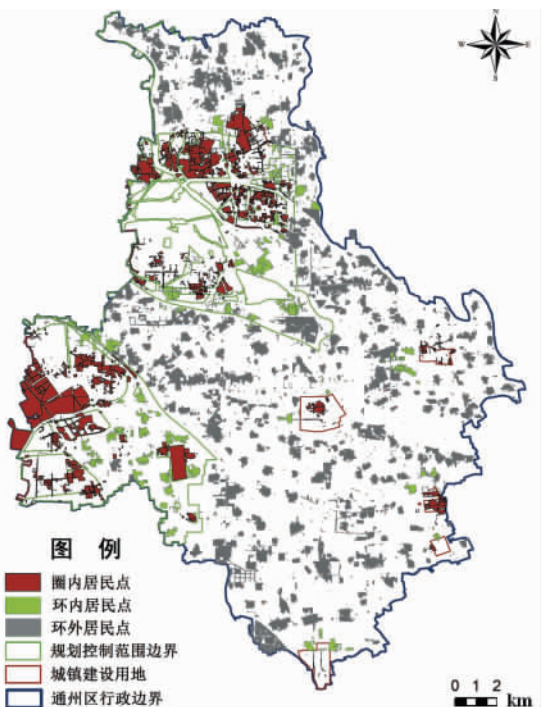 N
W E
S
图 例
圈内居民点
环内居民点
环外居民点
规划控制范围边界
城镇建设用地
通州区行政边界
0 1 2
km